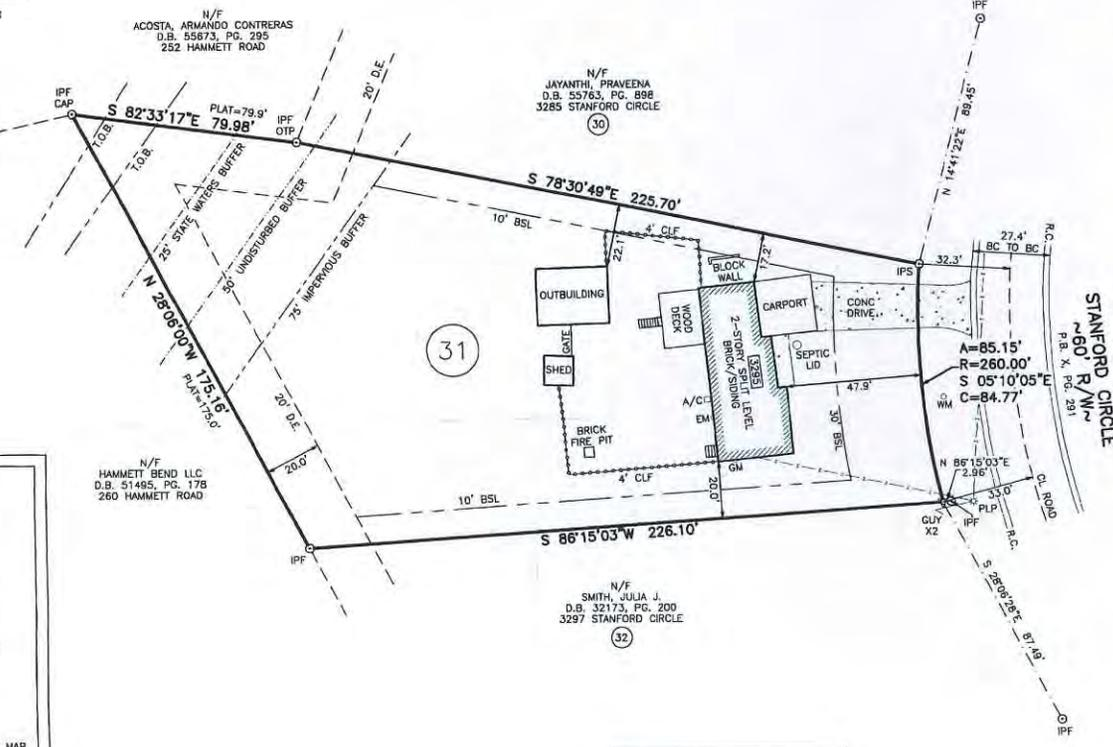 N/F
ACOSTA, ARMANDO CONTRERAS
D.B. 55673, PG. 295
252 HAMMETT ROAD
IPF
N/F
JAYANTHI, PRAVEENA
D.B. 55763, PG. 898
3285 STANFORD CIRCLE
30
IPF
CAP
S 82°33'17"E
PLAT=79.9'
79.98'
IPF
OTP
20' D.E.
T.O.B.
T.O.B.
25' STATE WATERS BUFFER
50' UNDISTURBED BUFFER
75' IMPERVIOUS BUFFER
S 78°30'49"E 225.70'
N 14°41'22"E 89.45'
10' BSL
4' CLF
22.1'
17.2'
BLOCK
WALL
IPS
32.3'
27.4'
BC TO BC
R.C.
OUTBUILDING
WOOD
DECK
CARPORT
CONC
DRIVE
GATE
SHED
31
2-STORY
SPLIT LEVEL
BRICK/SIDING
3295
SEPTIC
LID
47.9'
30' BSL
A=85.15'
R=260.00'
S 05°10'05"E
C=84.77'
WM
STANFORD CIRCLE
~60' R/W~
P.B. X, PG. 291
N 28°06'00"W 175.16'
PLAT=175.0'
20' D.E.
20.0'
A/C
EM
BRICK
FIRE PIT
GM
4' CLF
20.0'
10' BSL
N 86°15'03"E
2.96'
33.0'
CL ROAD
GUY
X2
IPF
PLP
R.C.
N/F
HAMMETT BEND LLC
D.B. 51495, PG. 178
260 HAMMETT ROAD
IPF
S 86°15'03"W 226.10'
N/F
SMITH, JULIA J.
D.B. 32173, PG. 200
3297 STANFORD CIRCLE
32
S 28°06'28"E 87.49'
IPF
MAP